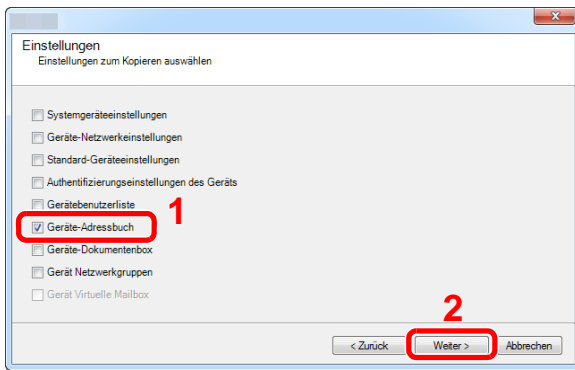 Einstellungen
Einstellungen zum Kopieren auswählen
Systemgeräteeinstellungen
Geräte-Netzwerkeinstellungen
Standard-Geräteeinstellungen
Authentifizierungseinstellungen des Geräts
Gerätebenutzerliste
1
Geräte-Adressbuch
Geräte-Dokumentenbox
Gerät Netzwerkgruppen
Gerät Virtuelle Mailbox
2
< Zurück Weiter > Abbrechen